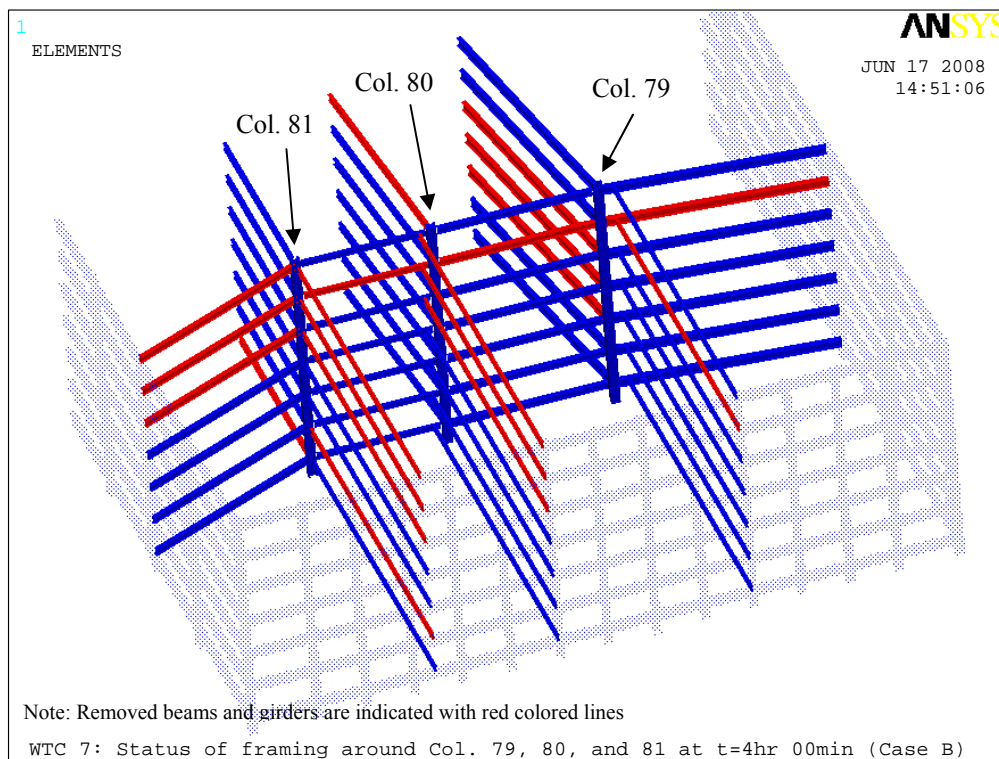 1
ELEMENTS
ANSYS
JUN 17 2008
14:51:06
Col. 81
Col. 80
Col. 79
Note: Removed beams and girders are indicated with red colored lines
WTC 7: Status of framing around Col. 79, 80, and 81 at t=4hr 00min (Case B)